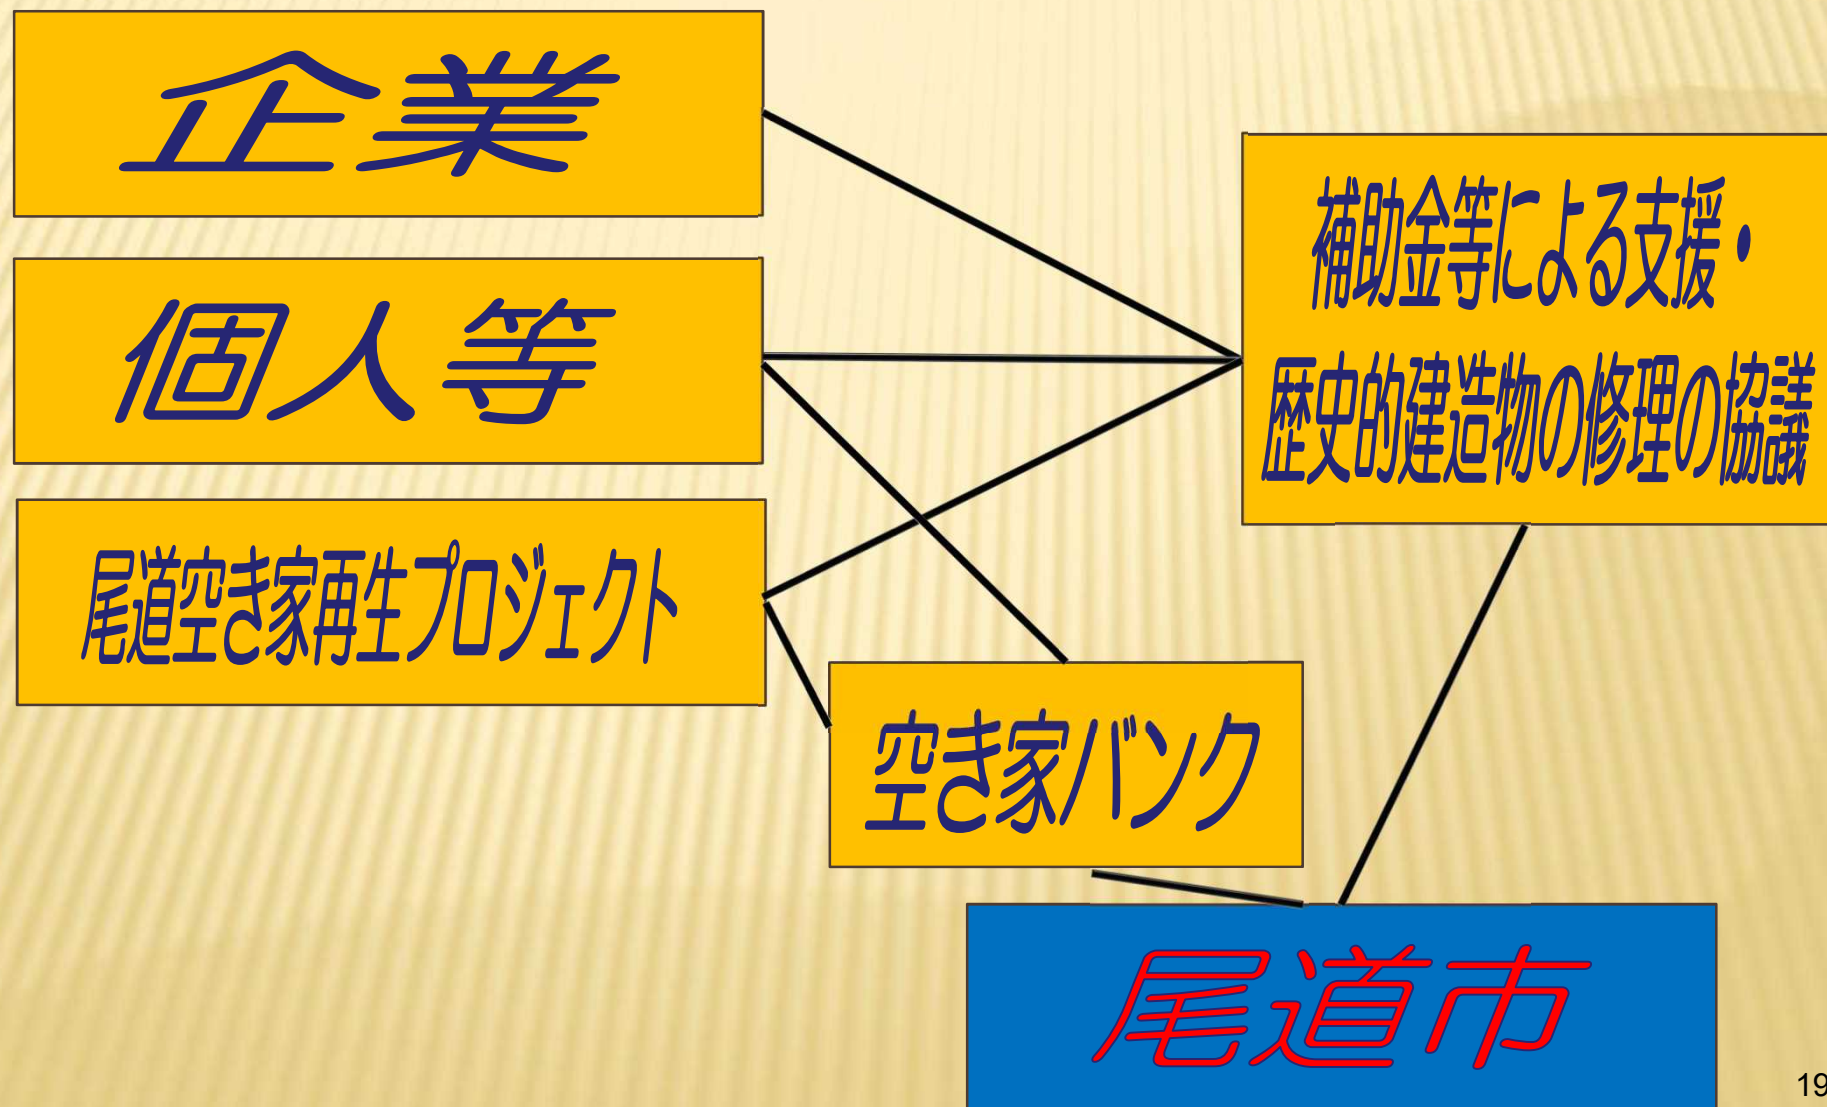 企業
個人等
尾道空き家再生プロジェクト
補助金等による支援・
歴史的建造物の修理の協議
空き家バンク
尾道市
19